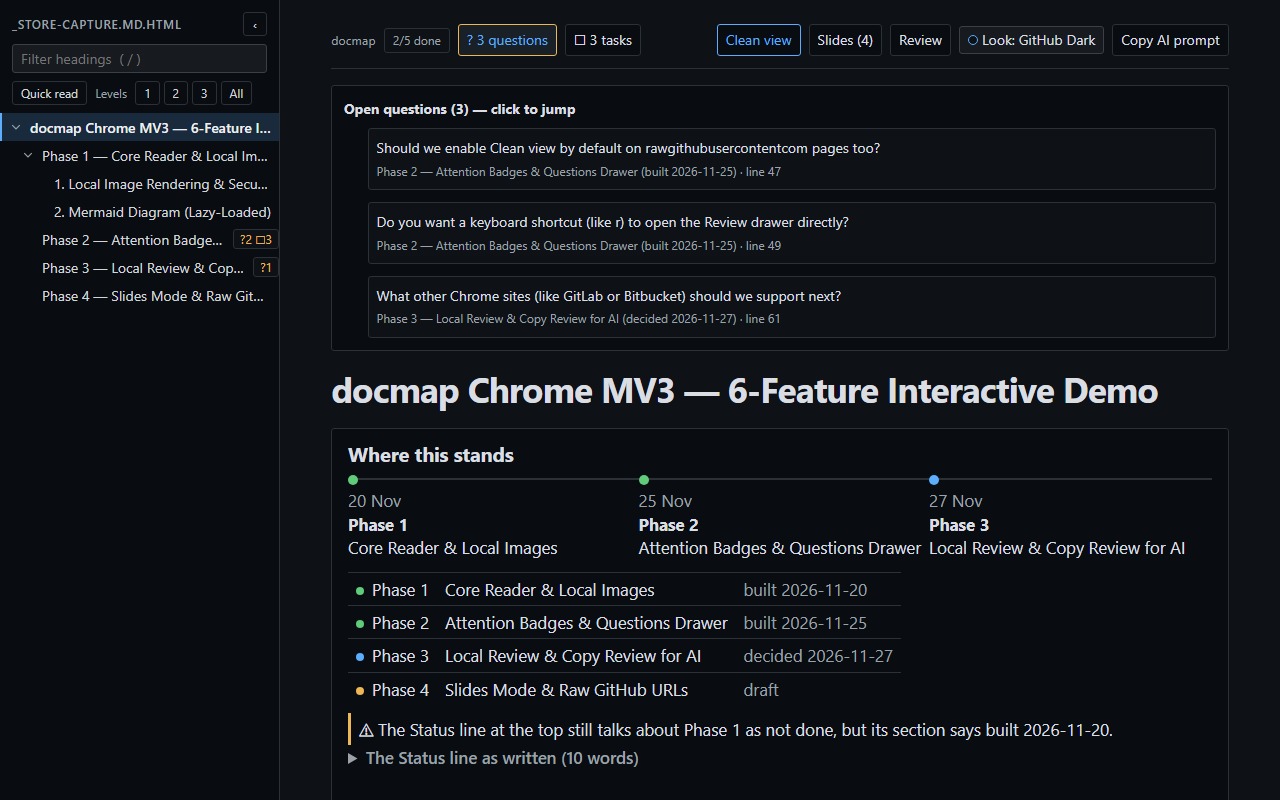 _STORE-CAPTURE.MD.HTML
‹
Filter headings ( / )
Quick read Levels 1 2 3 All
docmap Chrome MV3 — 6-Feature I...
Phase 1 — Core Reader & Local Im...
1. Local Image Rendering & Secu...
2. Mermaid Diagram (Lazy-Loaded)
Phase 2 — Attention Badge... ?2 ☐3
Phase 3 — Local Review & Cop... ?1
Phase 4 — Slides Mode & Raw Git...
docmap 2/5 done ? 3 questions ☐ 3 tasks Clean view Slides (4) Review Look: GitHub Dark Copy AI prompt
Open questions (3) — click to jump
Should we enable Clean view by default on rawgithubusercontentcom pages too?
Phase 2 — Attention Badges & Questions Drawer (built 2026-11-25) · line 47
Do you want a keyboard shortcut (like r) to open the Review drawer directly?
Phase 2 — Attention Badges & Questions Drawer (built 2026-11-25) · line 49
What other Chrome sites (like GitLab or Bitbucket) should we support next?
Phase 3 — Local Review & Copy Review for AI (decided 2026-11-27) · line 61
docmap Chrome MV3 — 6-Feature Interactive Demo
Where this stands
20 Nov 25 Nov 27 Nov
Phase 1 Phase 2 Phase 3
Core Reader & Local Images Attention Badges & Questions Drawer Local Review & Copy Review for AI
Phase 1 Core Reader & Local Images built 2026-11-20
Phase 2 Attention Badges & Questions Drawer built 2026-11-25
Phase 3 Local Review & Copy Review for AI decided 2026-11-27
Phase 4 Slides Mode & Raw GitHub URLs draft
⚠ The Status line at the top still talks about Phase 1 as not done, but its section says built 2026-11-20.
▶ The Status line as written (10 words)